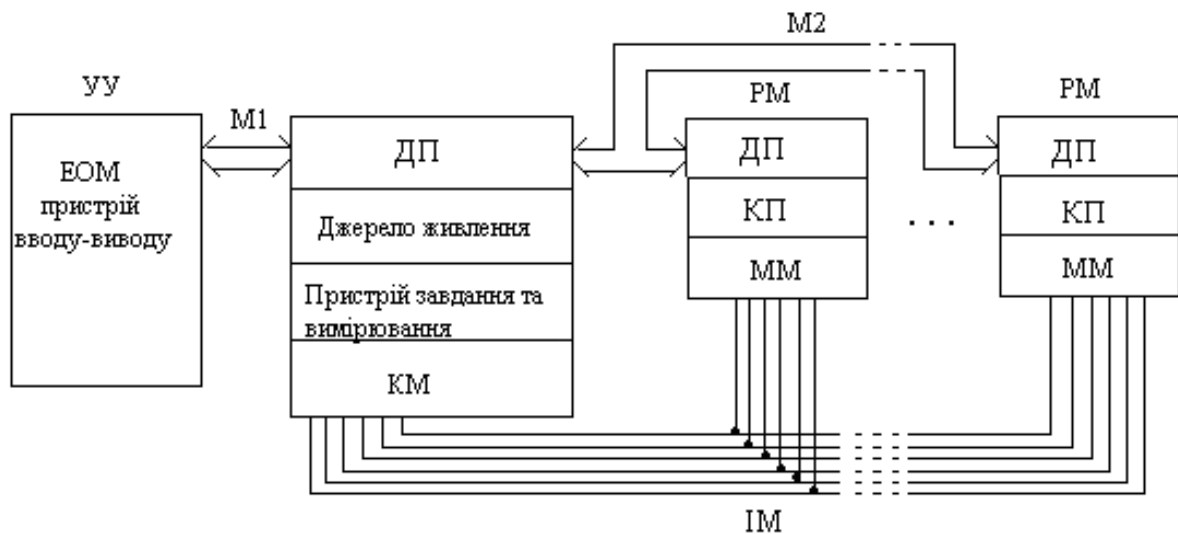 М2
УУ
М1
РМ
РМ
ЕОМ
пристрій
вводу-виводу
ДП
Джерело живлення
Пристрій завдання та
вимірювання
КМ
ДП
КП
ММ
. . .
ДП
КП
ММ
ІМ